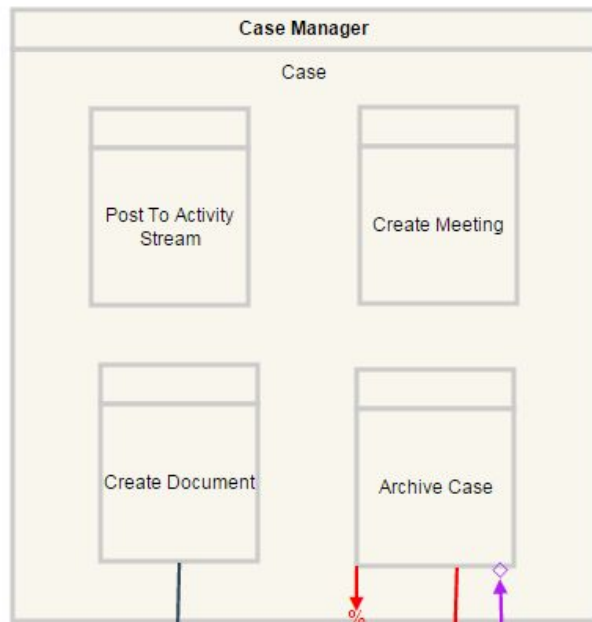 Case Manager
Case
Post To Activity
Stream
Create Meeting
Create Document
Archive Case
%